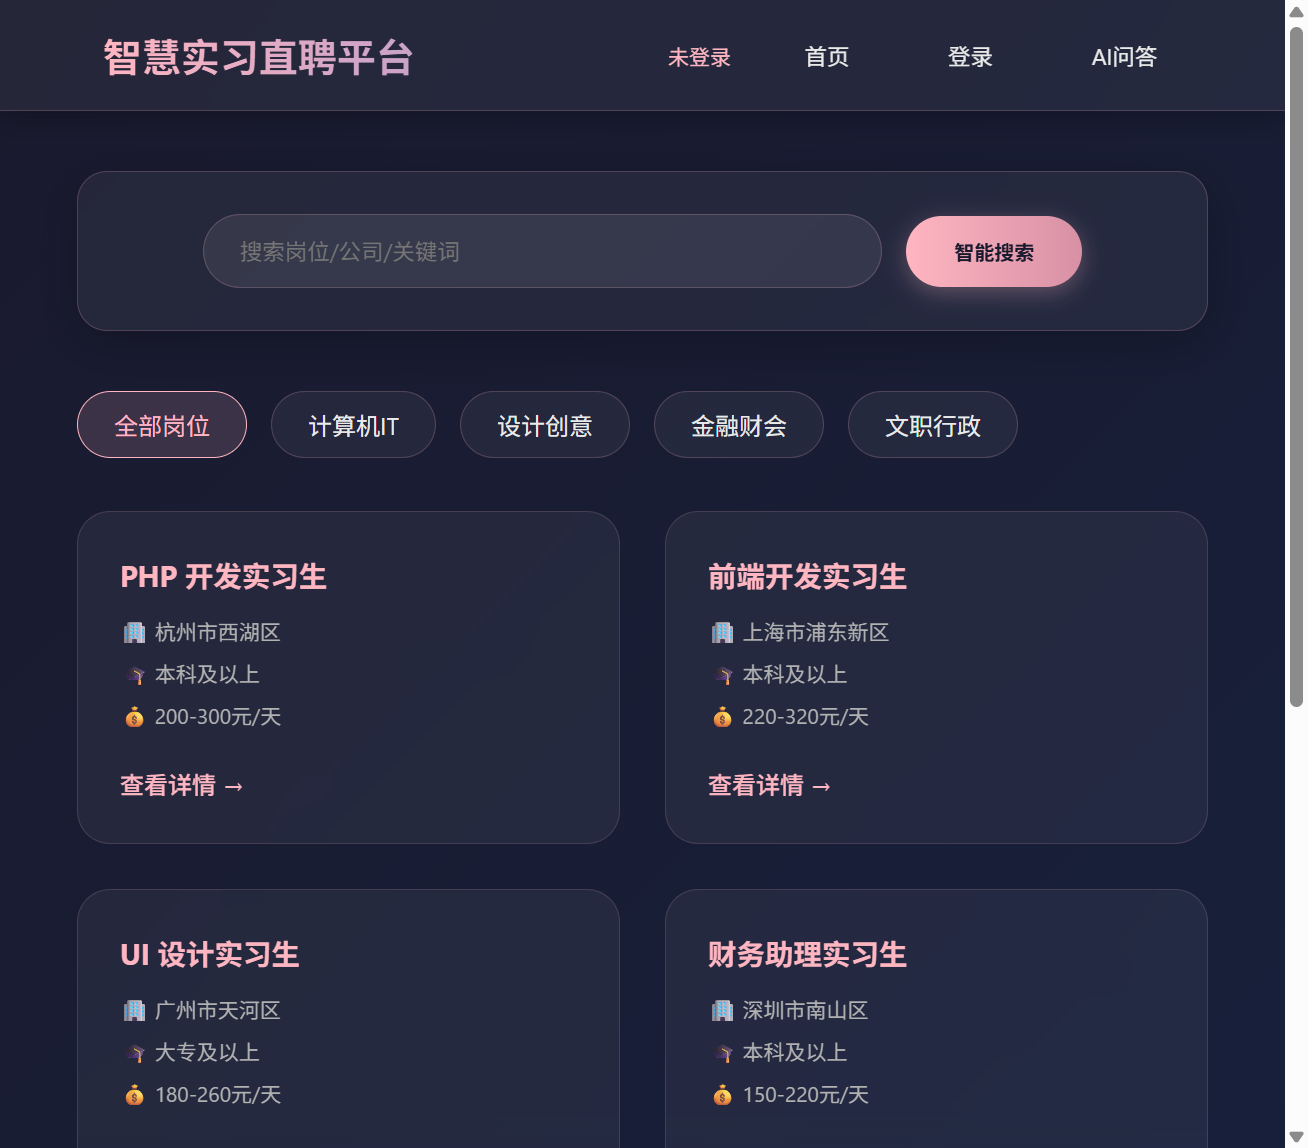 智慧实习直聘平台
未登录 首页 登录 AI问答
搜索岗位/公司/关键词 智能搜索
全部岗位 计算机IT 设计创意 金融财会 文职行政
PHP 开发实习生
杭州市西湖区
本科及以上
200-300元/天
查看详情 →
前端开发实习生
上海市浦东新区
本科及以上
220-320元/天
查看详情 →
UI 设计实习生
广州市天河区
大专及以上
180-260元/天
财务助理实习生
深圳市南山区
本科及以上
150-220元/天